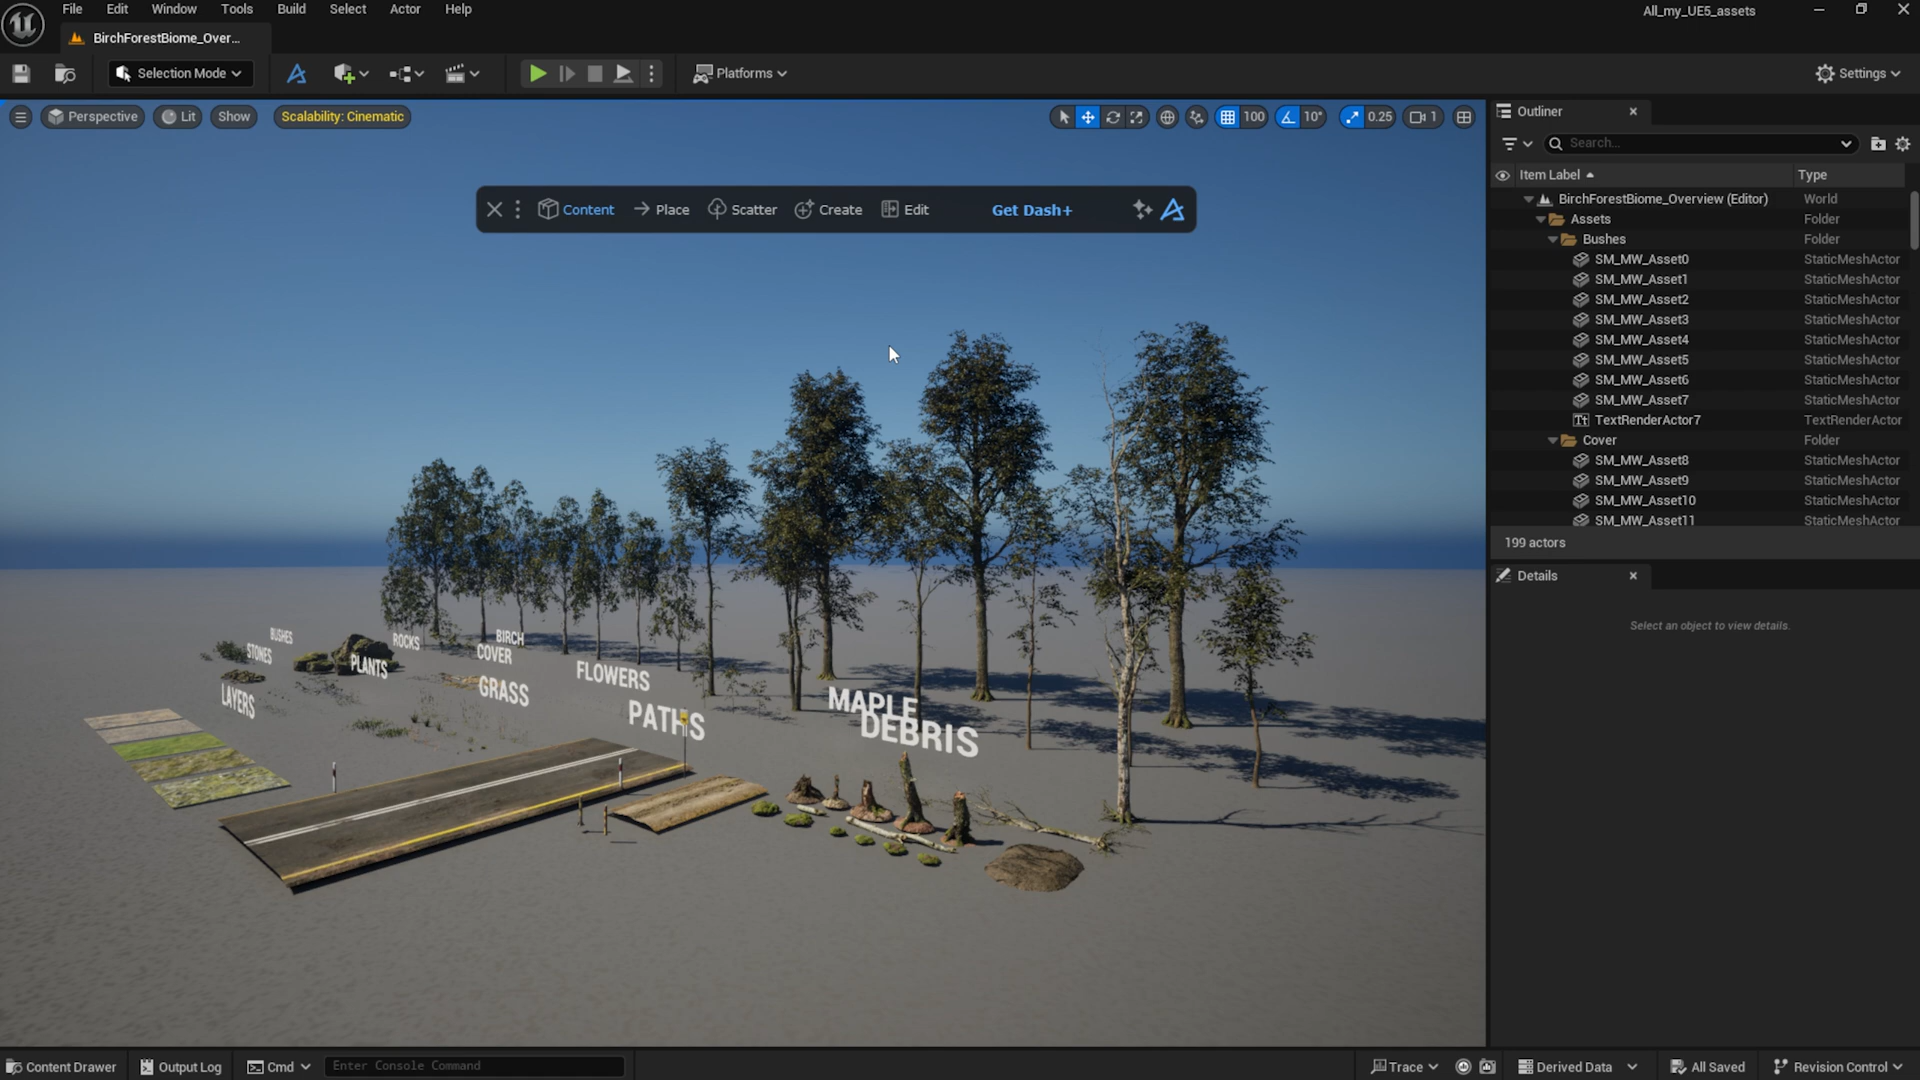 File Edit Window Tools Build Select Actor Help
All_my_UE5_assets
BirchForestBiome_Over...
Selection Mode
Platforms
Settings
Perspective Lit Show Scalability: Cinematic
100 10° 0.25 1
Outliner
Search...
Item Label Type
BirchForestBiome_Overview (Editor) World
Assets Folder
Bushes Folder
SM_MW_Asset0 StaticMeshActor
SM_MW_Asset1 StaticMeshActor
SM_MW_Asset2 StaticMeshActor
SM_MW_Asset3 StaticMeshActor
SM_MW_Asset4 StaticMeshActor
SM_MW_Asset5 StaticMeshActor
SM_MW_Asset6 StaticMeshActor
SM_MW_Asset7 StaticMeshActor
TextRenderActor7 TextRenderActor
Cover Folder
SM_MW_Asset8 StaticMeshActor
SM_MW_Asset9 StaticMeshActor
SM_MW_Asset10 StaticMeshActor
SM_MW_Asset11 StaticMeshActor
199 actors
Details
Select an object to view details.
Content Place Scatter Create Edit Get Dash+
BUSHES
STONES
ROCKS
BIRCH
COVER
PLANTS
FLOWERS
GRASS
LAYERS
PATHS
MAPLE
DEBRIS
Content Drawer Output Log Cmd Enter Console Command
Trace Derived Data All Saved Revision Control